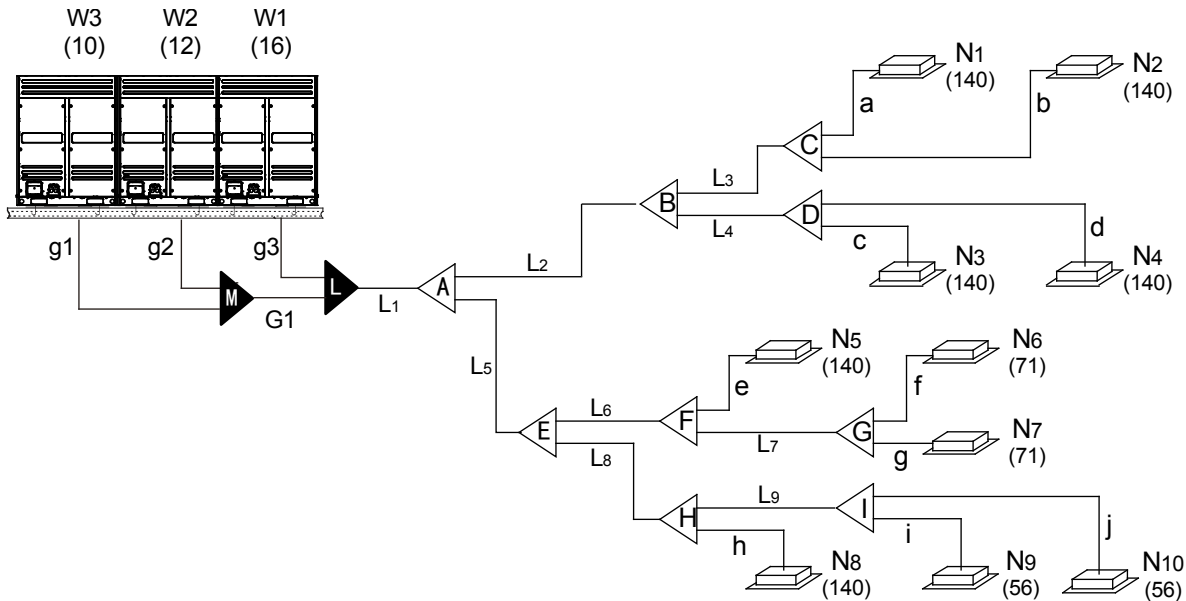 W3 W2 W1
(10) (12) (16)
N1
(140)
N2
(140)
a
b
C
L3
B
D
L4
c
d
g1 g2 g3
L2
N3
(140)
N4
(140)
M
L
A
G1
L1
N5
(140)
N6
(71)
L5
e
f
L6
F
E
G
L7
g
N7
(71)
L8
L9
I
H
h
i
j
N8
(140)
N9
(56)
N10
(56)